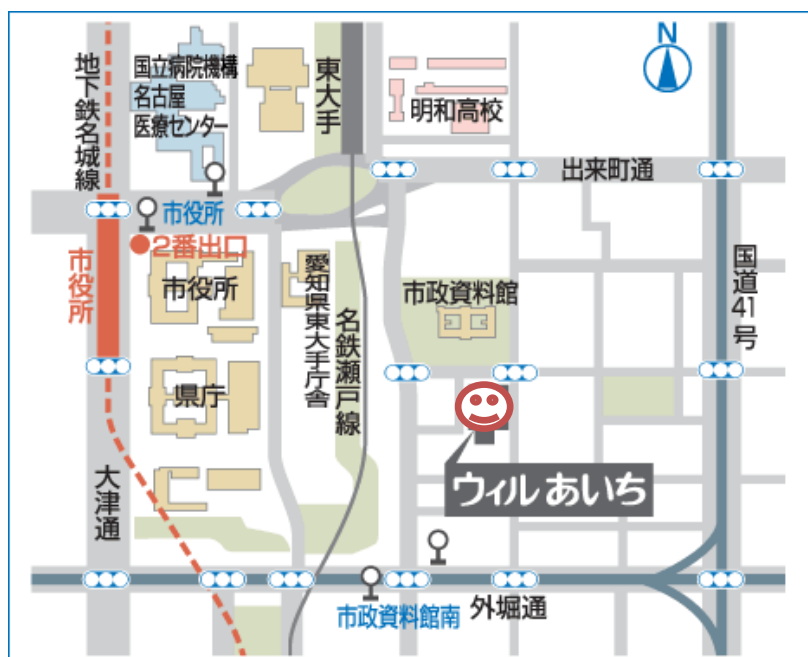 N
地下鉄名城線
国立病院機構
名古屋
医療センター
東大手
明和高校
出来町通
市役所
2番出口
市役所
市役所
愛知県東大手庁舎
名鉄瀬戸線
市政資料館
国道41号
県庁
ウィルあいち
大津通
市政資料館南
外堀通